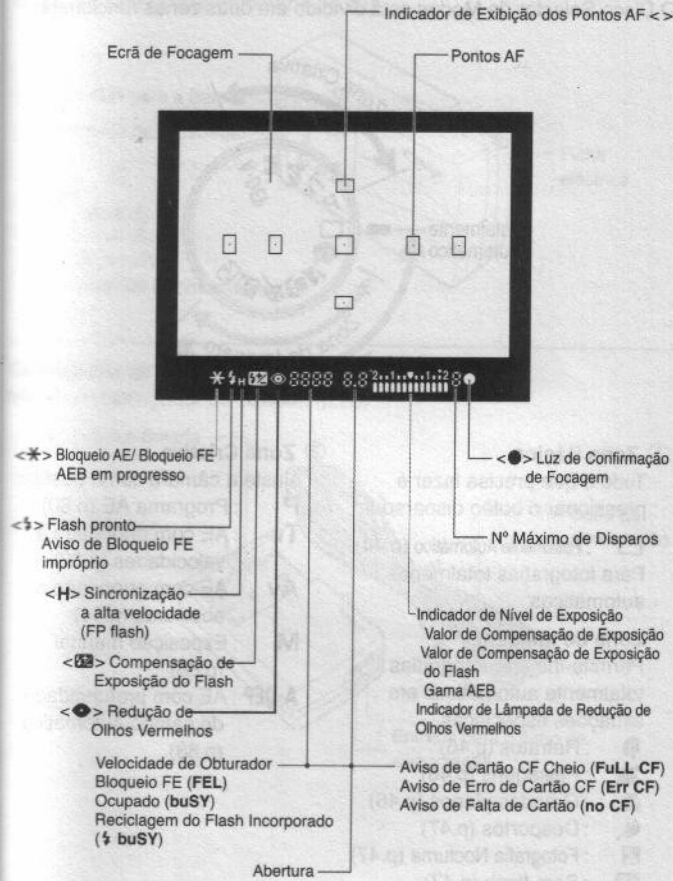 Indicador de Exibição dos Pontos AF < >
Ecrã de Focagem
Pontos AF
<✱> Bloqueio AE/ Bloqueio FE
AEB em progresso
<⚡> Flash pronto
Aviso de Bloqueio FE
impróprio
<H> Sincronização
a alta velocidade
(FP flash)
< > Compensação de
Exposição do Flash
< > Redução de
Olhos Vermelhos
Velocidade de Obturador
Bloqueio FE (FEL)
Ocupado (buSY)
Reciclagem do Flash Incorporado
(⚡ buSY)
Abertura
<●> Luz de Confirmação
de Focagem
Nº Máximo de Disparos
Indicador de Nível de Exposição
Valor de Compensação de Exposição
Valor de Compensação de Exposição
do Flash
Gama AEB
Indicador de Lâmpada de Redução de
Olhos Vermelhos
Aviso de Cartão CF Cheio (FuLL CF)
Aviso de Erro de Cartão CF (Err CF)
Aviso de Falta de Cartão (no CF)